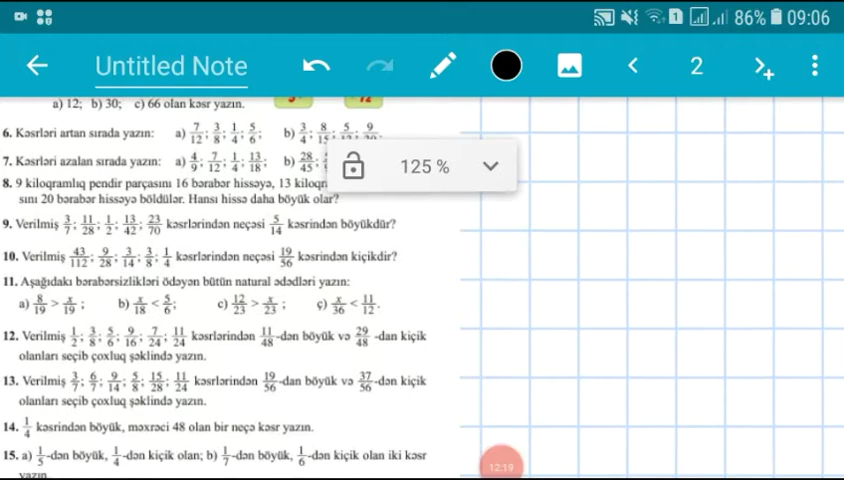 1 86% 09:06
Untitled Note 2
a) 12; b) 30; c) 66 olan kəsr yazın.
6. Kəsrləri artan sırada yazın: a) 7/12; 3/8; 1/4; 5/6; b) 3/4; 8/15;
7. Kəsrləri azalan sırada yazın: a) 4/9; 7/12; 1/4; 13/18; b) 28/45;
125 %
8. 9 kiloqramlıq pendir parçasını 16 bərabər hissəyə, 13 kiloqr
sını 20 bərabər hissəyə böldülər. Hansı hissə daha böyük olar?
9. Verilmiş 3/7; 11/28; 1/2; 13/42; 23/70 kəsrlərindən neçəsi 5/14 kəsrindən böyükdür?
10. Verilmiş 43/112; 9/28; 3/14; 3/8; 1/4 kəsrlərindən neçəsi 19/56 kəsrindən kiçikdir?
11. Aşağıdakı bərabərsizlikləri ödəyən bütün natural ədədləri yazın:
a) 8/19 > x/19; b) x/18 < 5/6; c) 12/23 > x/23; ç) x/36 < 11/12.
12. Verilmiş 1/2; 3/8; 5/6; 9/16; 7/24; 11/24 kəsrlərindən 11/48-dən böyük və 29/48-dan kiçik
olanları seçib çoxluq şəklində yazın.
13. Verilmiş 3/7; 6/7; 9/14; 5/8; 15/28; 11/24 kəsrlərindən 19/56-dan böyük və 37/56-dən kiçik
olanları seçib çoxluq şəklində yazın.
14. 1/4 kəsrindən böyük, məxrəci 48 olan bir neçə kəsr yazın.
15. a) 1/5-dən böyük, 1/4-dən kiçik olan; b) 1/7-dən böyük, 1/6-dən kiçik olan iki kəsr
yazın
12:19